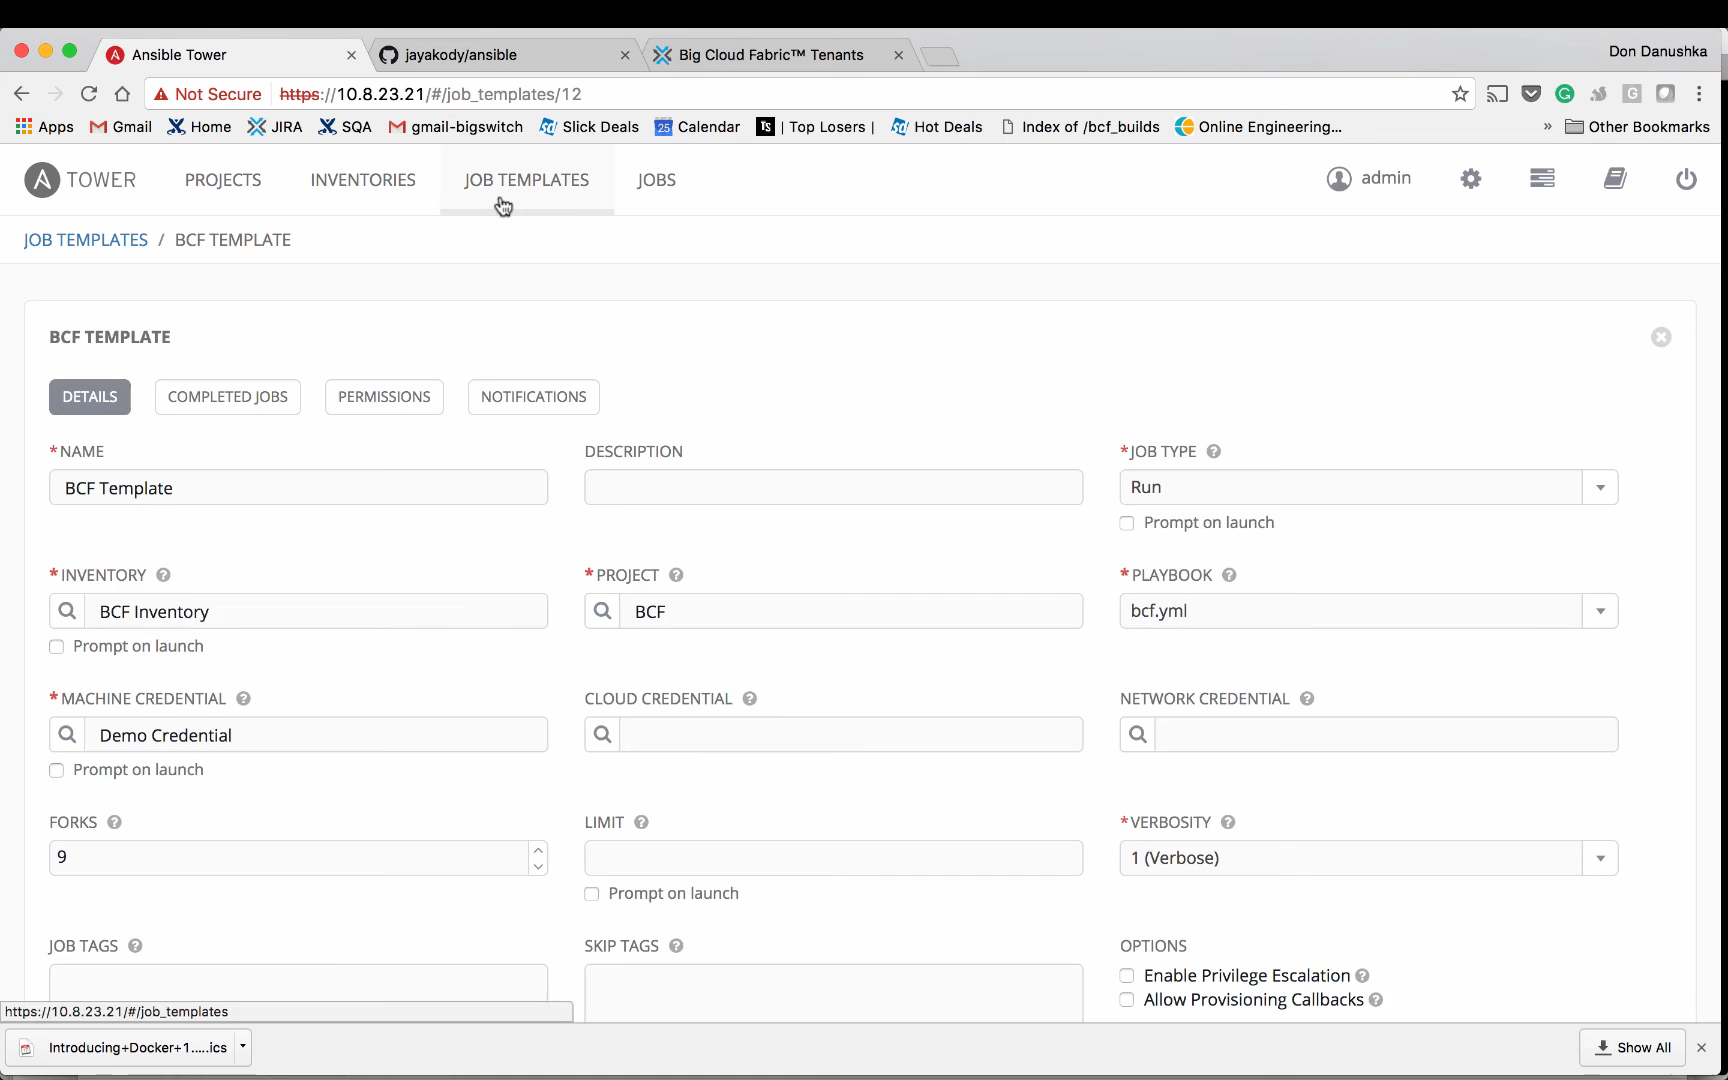 Ansible Tower
jayakody/ansible
Big Cloud Fabric™ Tenants
Don Danushka
Not Secure
https://10.8.23.21/#/job_templates/12
Apps
Gmail
Home
JIRA
SQA
gmail-bigswitch
Slick Deals
25
Calendar
TS
| Top Losers |
Hot Deals
Index of /bcf_builds
Online Engineering...
»
Other Bookmarks
A TOWER
PROJECTS
INVENTORIES
JOB TEMPLATES
JOBS
admin
JOB TEMPLATES / BCF TEMPLATE
BCF TEMPLATE
DETAILS
COMPLETED JOBS
PERMISSIONS
NOTIFICATIONS
*NAME
DESCRIPTION
*JOB TYPE ?
BCF Template
Run
Prompt on launch
*INVENTORY ?
*PROJECT ?
*PLAYBOOK ?
BCF Inventory
BCF
bcf.yml
Prompt on launch
*MACHINE CREDENTIAL ?
CLOUD CREDENTIAL ?
NETWORK CREDENTIAL ?
Demo Credential
Prompt on launch
FORKS ?
LIMIT ?
*VERBOSITY ?
9
1 (Verbose)
Prompt on launch
JOB TAGS ?
SKIP TAGS ?
OPTIONS
Enable Privilege Escalation ?
Allow Provisioning Callbacks ?
https://10.8.23.21/#/job_templates
Introducing+Docker+1.....ics
Show All